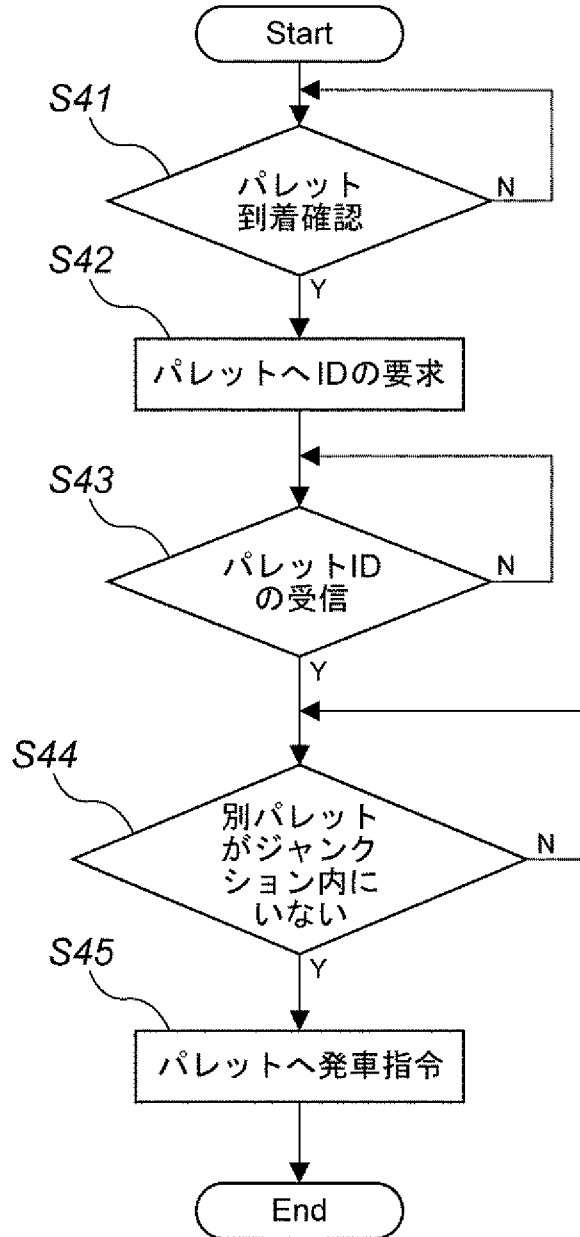 Start
S41
パレット
到着確認
N
Y
S42
パレットへIDの要求
S43
パレットID
の受信
N
Y
S44
別パレット
がジャンク
ション内に
いない
N
Y
S45
パレットへ発車指令
End